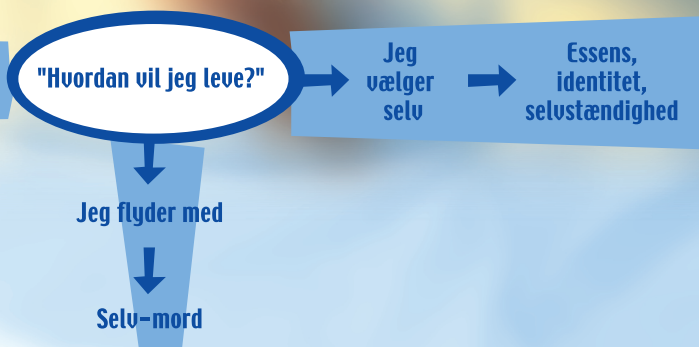 "Hvordan vil jeg leve?"
Jeg
vælger
selv
Essens,
identitet,
selvstændighed
Jeg flyder med
Selv-mord